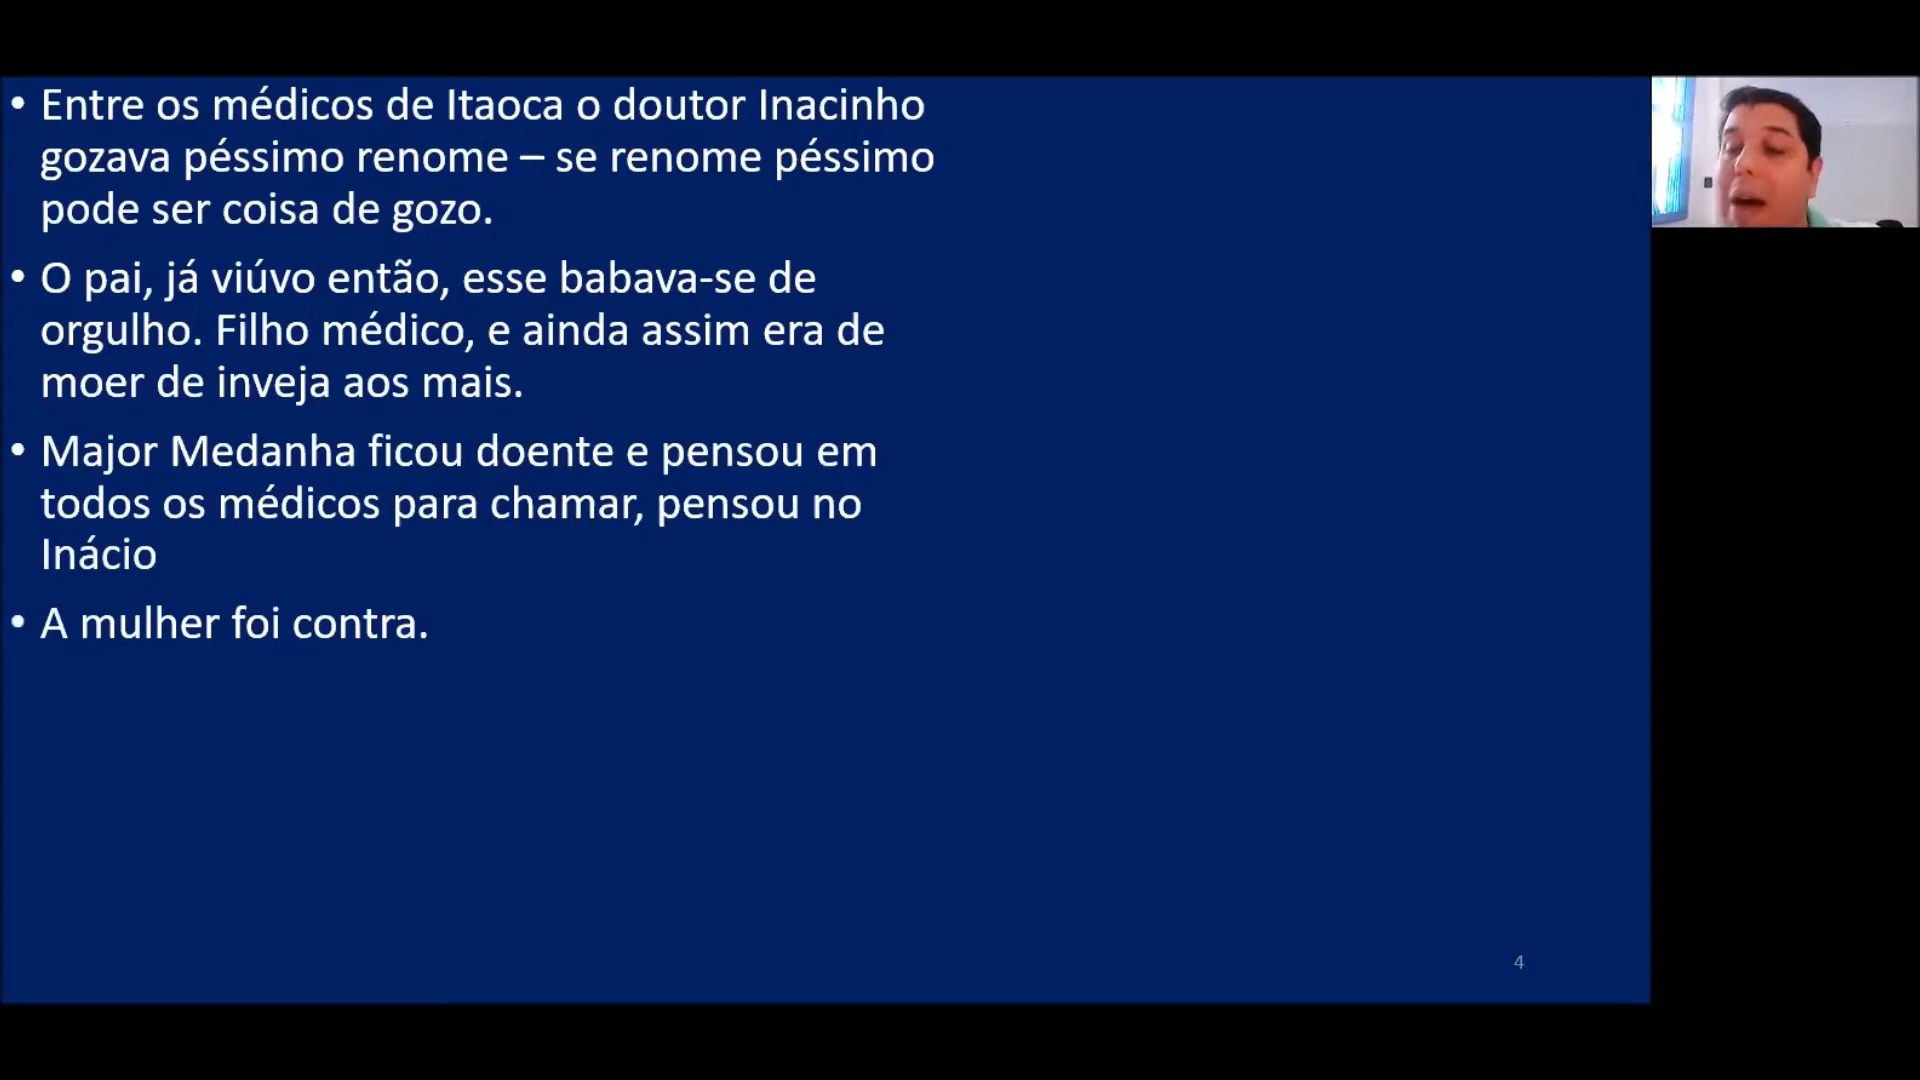 • Entre os médicos de Itaoca o doutor Inacinho
gozava péssimo renome – se renome péssimo
pode ser coisa de gozo.
• O pai, já viúvo então, esse babava-se de
orgulho. Filho médico, e ainda assim era de
moer de inveja aos mais.
• Major Medanha ficou doente e pensou em
todos os médicos para chamar, pensou no
Inácio
• A mulher foi contra.
4